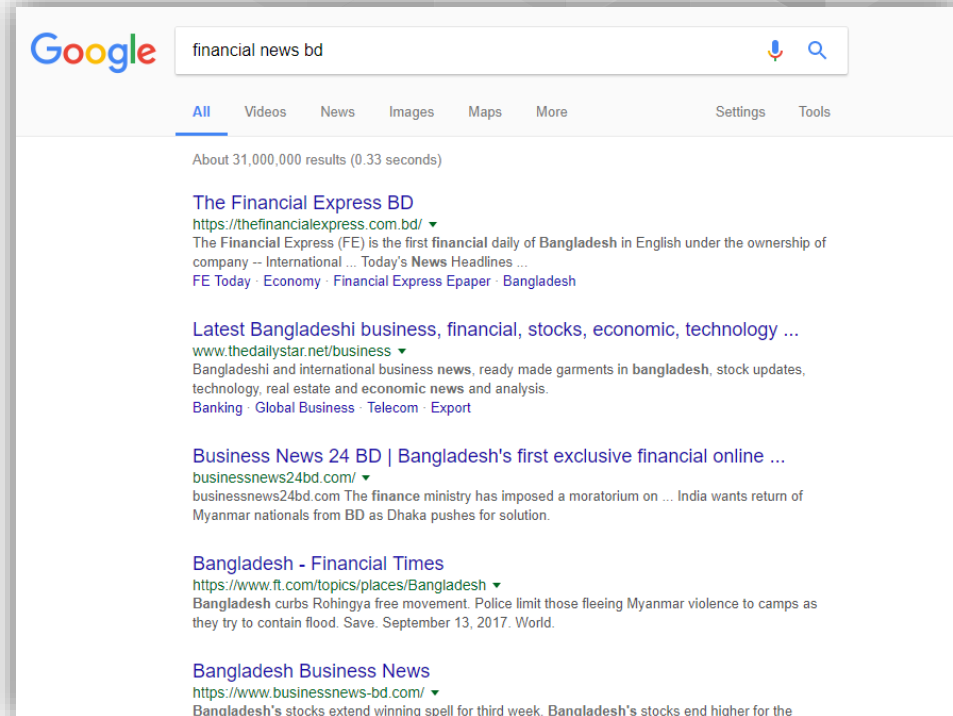 Google
financial news bd
All Videos News Images Maps More Settings Tools
About 31,000,000 results (0.33 seconds)
The Financial Express BD
https://thefinancialexpress.com.bd/
The Financial Express (FE) is the first financial daily of Bangladesh in English under the ownership of
company -- International ... Today's News Headlines ...
FE Today · Economy · Financial Express Epaper · Bangladesh
Latest Bangladeshi business, financial, stocks, economic, technology ...
www.thedailystar.net/business
Bangladeshi and international business news, ready made garments in bangladesh, stock updates,
technology, real estate and economic news and analysis.
Banking · Global Business · Telecom · Export
Business News 24 BD | Bangladesh's first exclusive financial online ...
businessnews24bd.com/
businessnews24bd.com The finance ministry has imposed a moratorium on ... India wants return of
Myanmar nationals from BD as Dhaka pushes for solution.
Bangladesh - Financial Times
https://www.ft.com/topics/places/Bangladesh
Bangladesh curbs Rohingya free movement. Police limit those fleeing Myanmar violence to camps as
they try to contain flood. Save. September 13, 2017. World.
Bangladesh Business News
https://www.businessnews-bd.com/
Bangladesh's stocks extend winning spell for third week. Bangladesh's stocks end higher for the